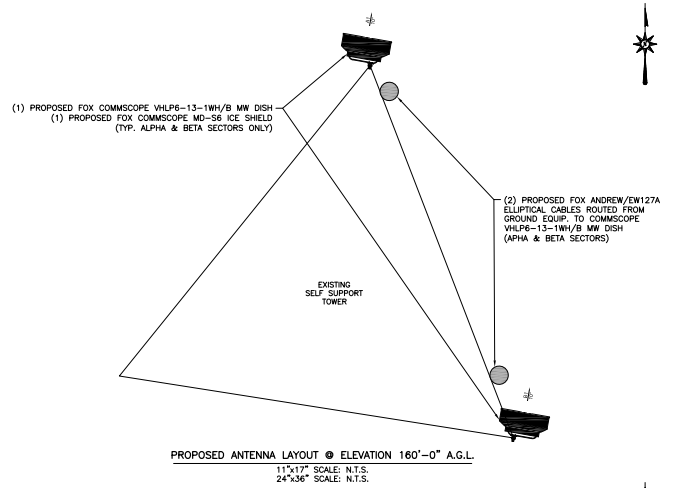 (1) PROPOSED FOX COMMSCOPE VHLP6-13-1WH/B MW DISH
(1) PROPOSED FOX COMMSCOPE MD-S6 ICE SHIELD
(TYP. ALPHA & BETA SECTORS ONLY)
(2) PROPOSED FOX ANDREW/EW127A
ELLIPTICAL CABLES ROUTED FROM
GROUND EQUIP. TO COMMSCOPE
VHLP6-13-1WH/B MW DISH
(APHA & BETA SECTORS)
EXISTING
SELF SUPPORT
TOWER
PROPOSED ANTENNA LAYOUT @ ELEVATION 160'-0" A.G.L.
11"x17" SCALE: N.T.S.
24"x36" SCALE: N.T.S.